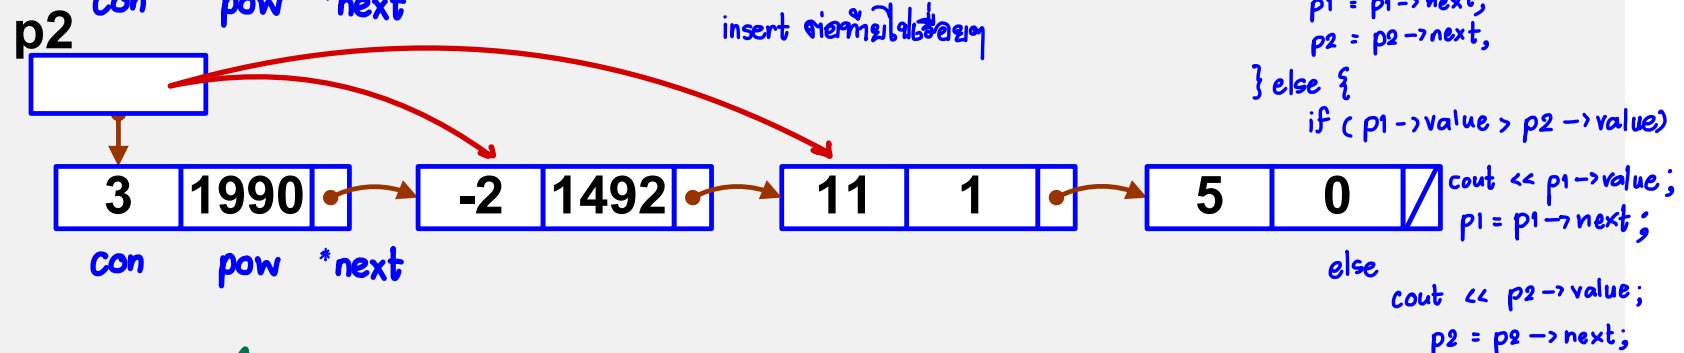 con pow *next
p2
insert ต่อท้ายไปเรื่อยๆ
p1 = p1->next;
p2 = p2->next;
} else {
if ( p1->value > p2->value)
3 1990 -2 1492 11 1 5 0
cout << p1->value;
p1 = p1->next;
con pow *next
else
cout << p2->value;
p2 = p2->next;